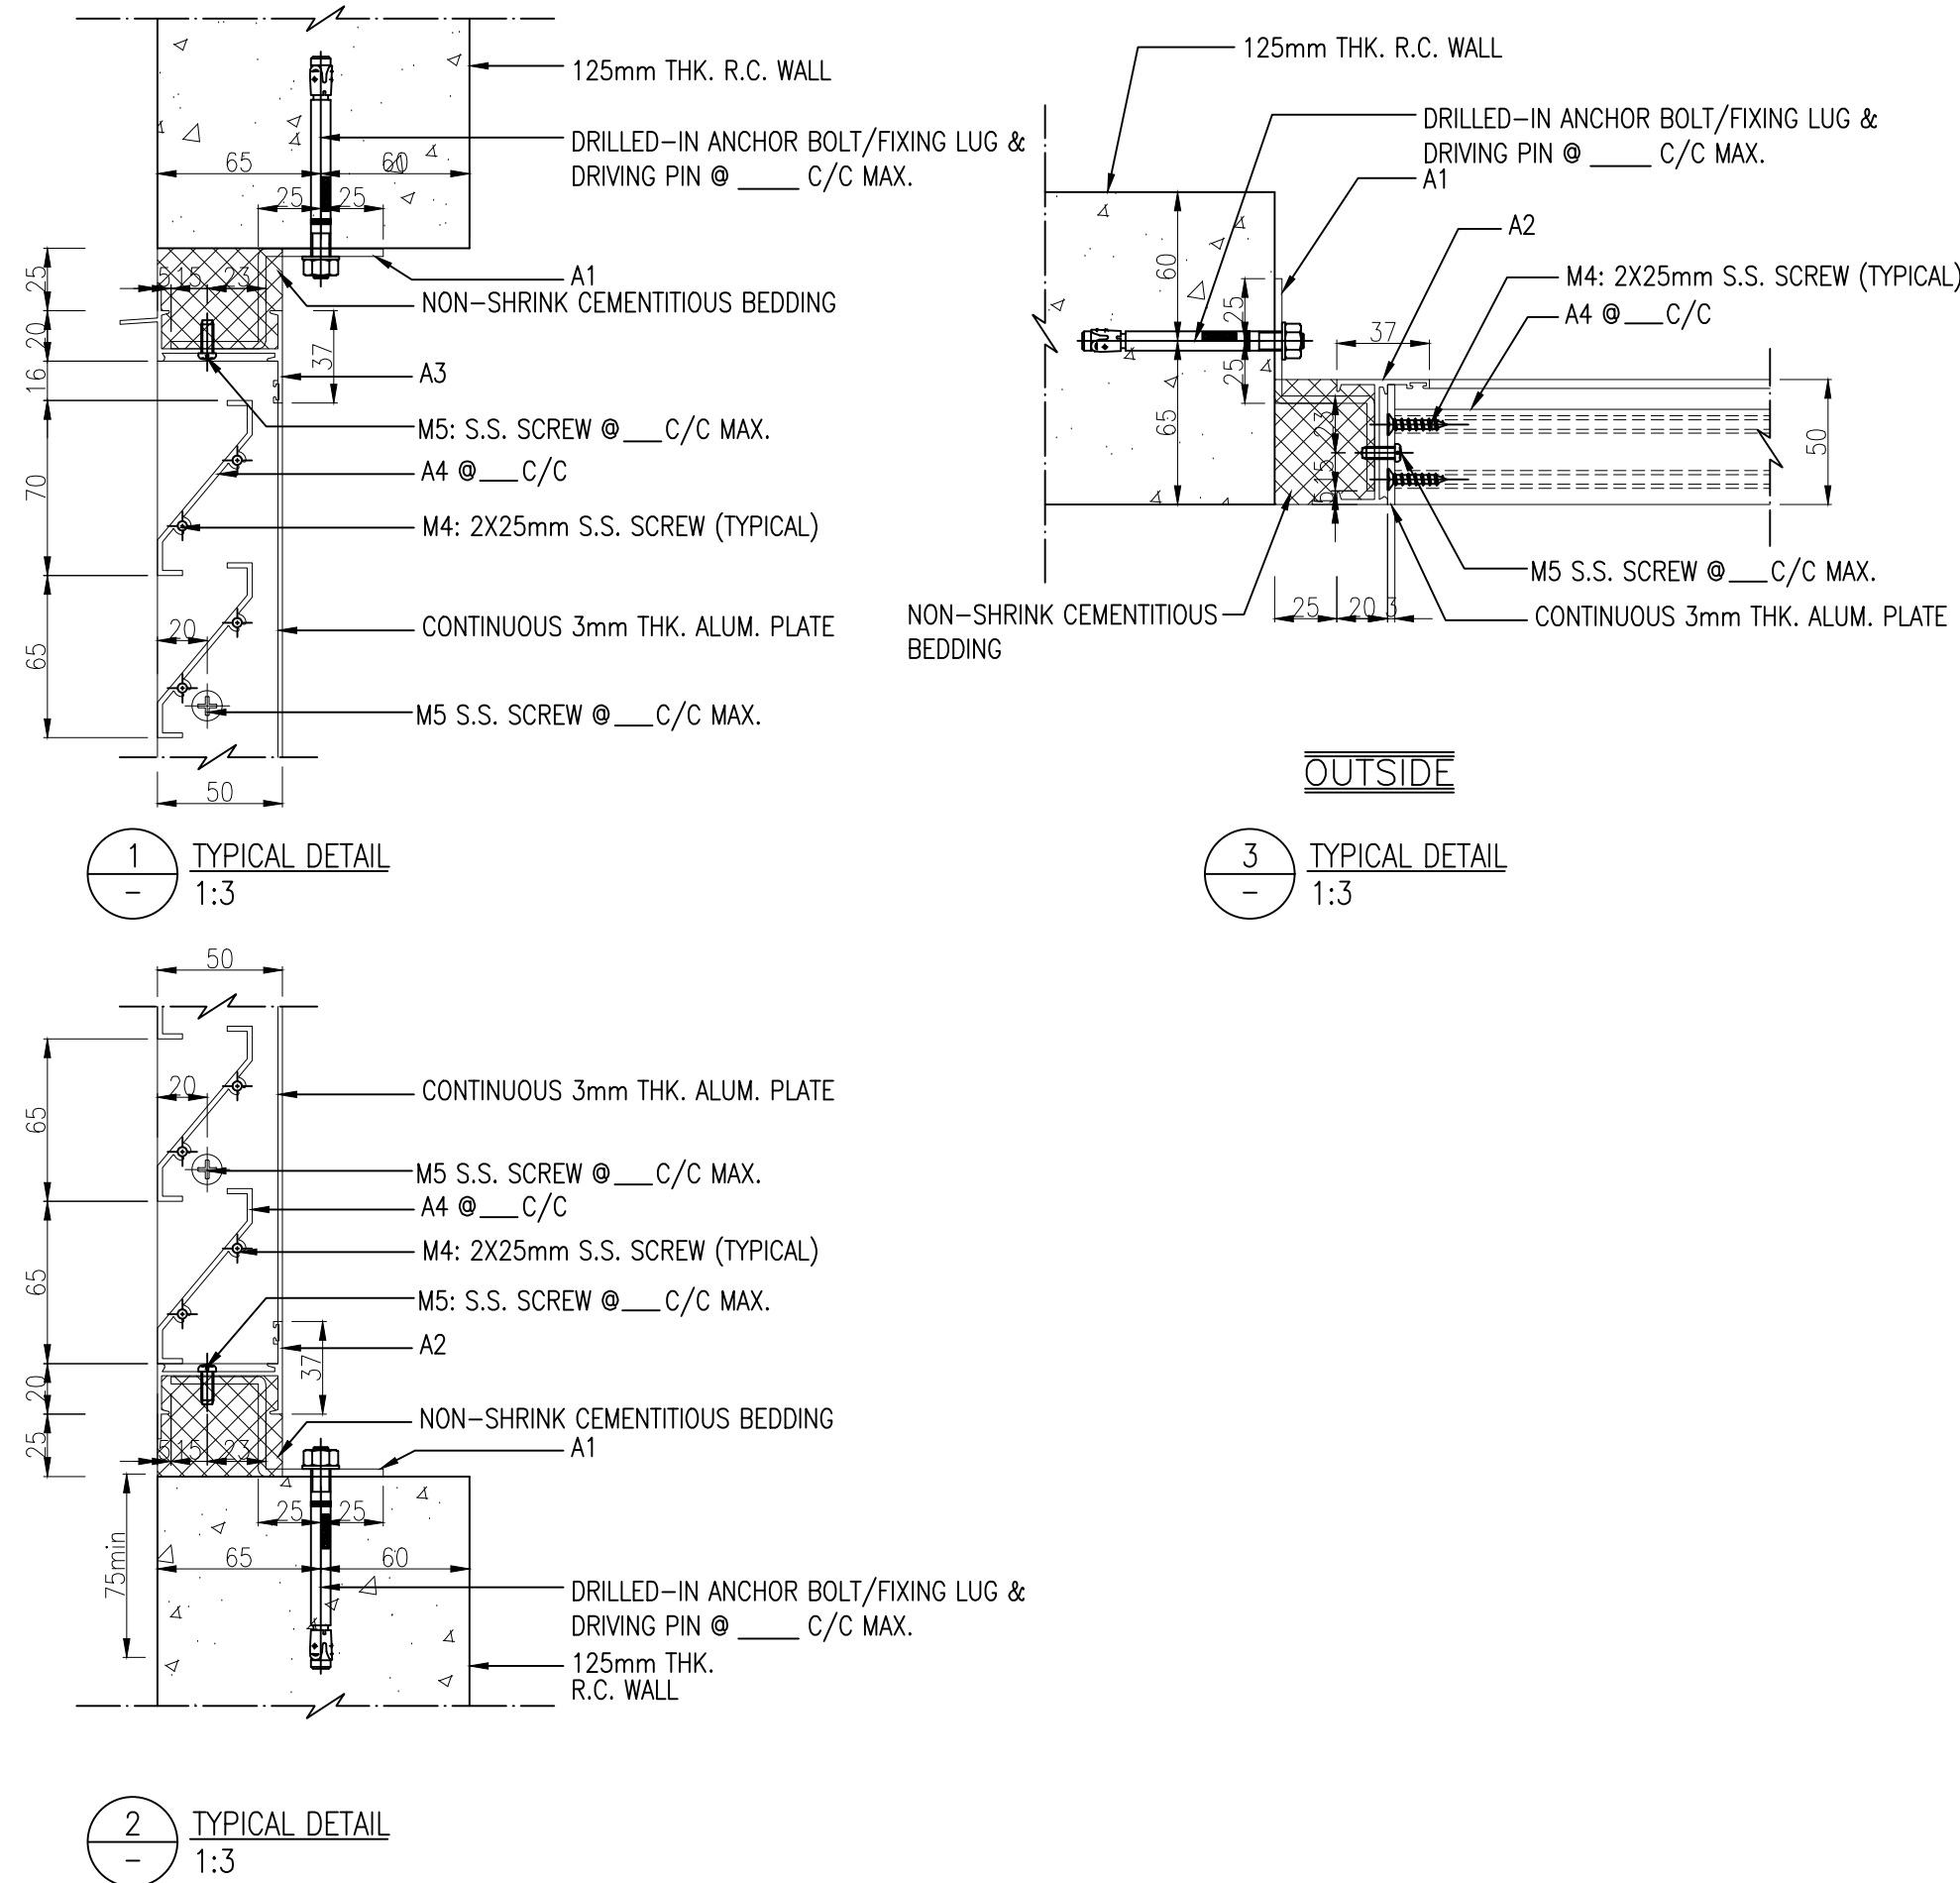 125mm THK. R.C. WALL
DRILLED-IN ANCHOR BOLT/FIXING LUG &
DRIVING PIN @ ____ C/C MAX.
65
60
25
25
A1
NON-SHRINK CEMENTITIOUS BEDDING
25
5
15
23
20
16
37
A3
M5: S.S. SCREW @___C/C MAX.
A4 @___C/C
70
M4: 2X25mm S.S. SCREW (TYPICAL)
CONTINUOUS 3mm THK. ALUM. PLATE
20
65
M5 S.S. SCREW @___C/C MAX.
50
1
-
TYPICAL DETAIL
1:3
125mm THK. R.C. WALL
DRILLED-IN ANCHOR BOLT/FIXING LUG &
DRIVING PIN @ ____ C/C MAX.
A1
A2
M4: 2X25mm S.S. SCREW (TYPICAL)
A4 @___C/C
60
25
37
25
65
23
15
5
50
M5 S.S. SCREW @___C/C MAX.
25
20
3
NON-SHRINK CEMENTITIOUS
BEDDING
CONTINUOUS 3mm THK. ALUM. PLATE
OUTSIDE
3
-
TYPICAL DETAIL
1:3
50
CONTINUOUS 3mm THK. ALUM. PLATE
20
65
M5 S.S. SCREW @___C/C MAX.
A4 @___C/C
M4: 2X25mm S.S. SCREW (TYPICAL)
65
M5: S.S. SCREW @___C/C MAX.
A2
37
20
NON-SHRINK CEMENTITIOUS BEDDING
25
5
15
23
A1
25
25
75min
65
60
DRILLED-IN ANCHOR BOLT/FIXING LUG &
DRIVING PIN @ ____ C/C MAX.
125mm THK.
R.C. WALL
2
-
TYPICAL DETAIL
1:3